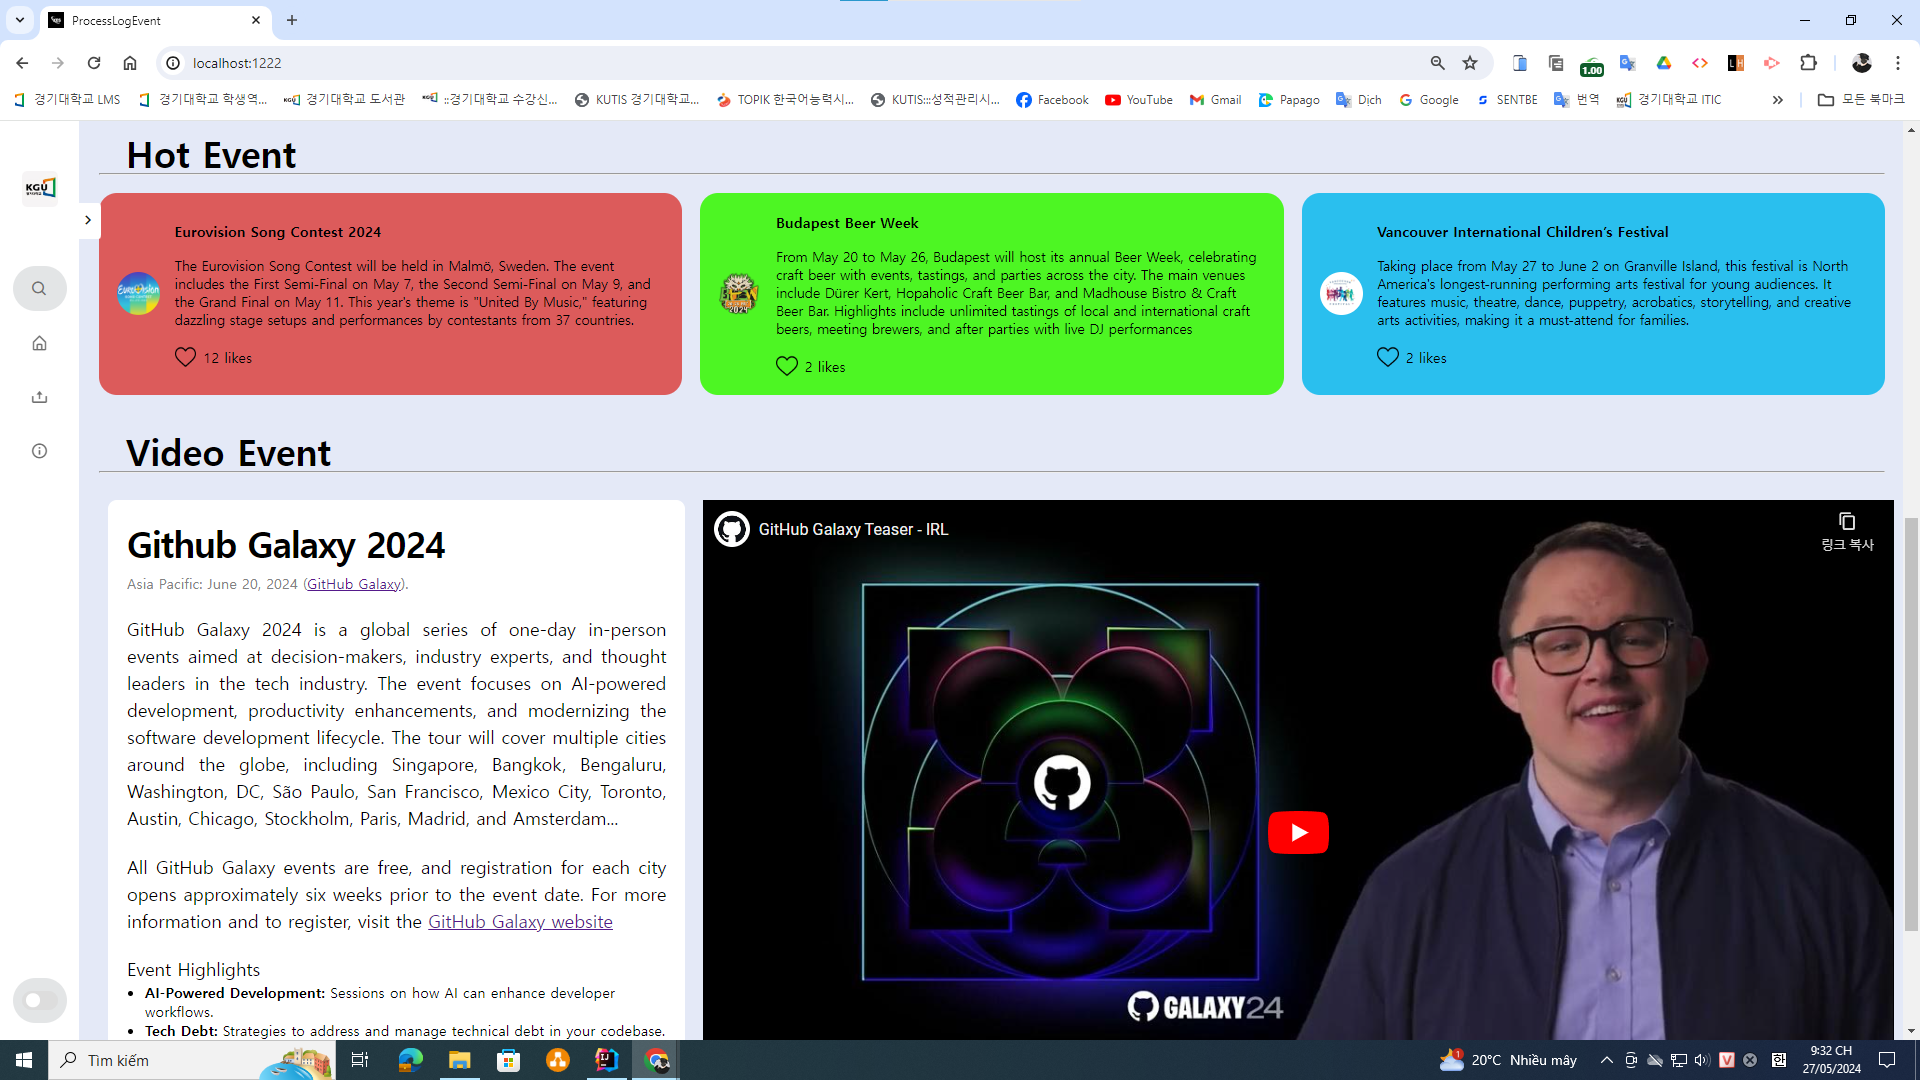 ProcessLogEvent
localhost:1222
1.00
경기대학교 LMS
경기대학교 학생역...
경기대학교 도서관
::경기대학교 수강신...
KUTIS 경기대학교...
TOPIK 한국어능력시...
KUTIS:::성적관리시...
Facebook
YouTube
Gmail
Papago
Dịch
Google
SENTBE
번역
경기대학교 ITIC
모든 북마크
KGU
Hot Event
Eurovision Song Contest 2024
The Eurovision Song Contest will be held in Malmö, Sweden. The event
includes the First Semi-Final on May 7, the Second Semi-Final on May 9, and
the Grand Final on May 11. This year's theme is "United By Music," featuring
dazzling stage setups and performances by contestants from 37 countries.
12 likes
Budapest Beer Week
From May 20 to May 26, Budapest will host its annual Beer Week, celebrating
craft beer with events, tastings, and parties across the city. The main venues
include Dürer Kert, Hopaholic Craft Beer Bar, and Madhouse Bistro & Craft
Beer Bar. Highlights include unlimited tastings of local and international craft
beers, meeting brewers, and after parties with live DJ performances
2 likes
Vancouver International Children’s Festival
Taking place from May 27 to June 2 on Granville Island, this festival is North
America's longest-running performing arts festival for young audiences. It
features music, theatre, dance, puppetry, acrobatics, storytelling, and creative
arts activities, making it a must-attend for families.
2 likes
Video Event
Github Galaxy 2024
Asia Pacific: June 20, 2024 (GitHub Galaxy).
GitHub Galaxy 2024 is a global series of one-day in-person
events aimed at decision-makers, industry experts, and thought
leaders in the tech industry. The event focuses on AI-powered
development, productivity enhancements, and modernizing the
software development lifecycle. The tour will cover multiple cities
around the globe, including Singapore, Bangkok, Bengaluru,
Washington, DC, São Paulo, San Francisco, Mexico City, Toronto,
Austin, Chicago, Stockholm, Paris, Madrid, and Amsterdam...
All GitHub Galaxy events are free, and registration for each city
opens approximately six weeks prior to the event date. For more
information and to register, visit the GitHub Galaxy website
Event Highlights
AI-Powered Development: Sessions on how AI can enhance developer
workflows.
Tech Debt: Strategies to address and manage technical debt in your codebase.
GitHub Galaxy Teaser - IRL
링크 복사
GALAXY24
Tìm kiếm
20°C Nhiều mây
9:32 CH
27/05/2024